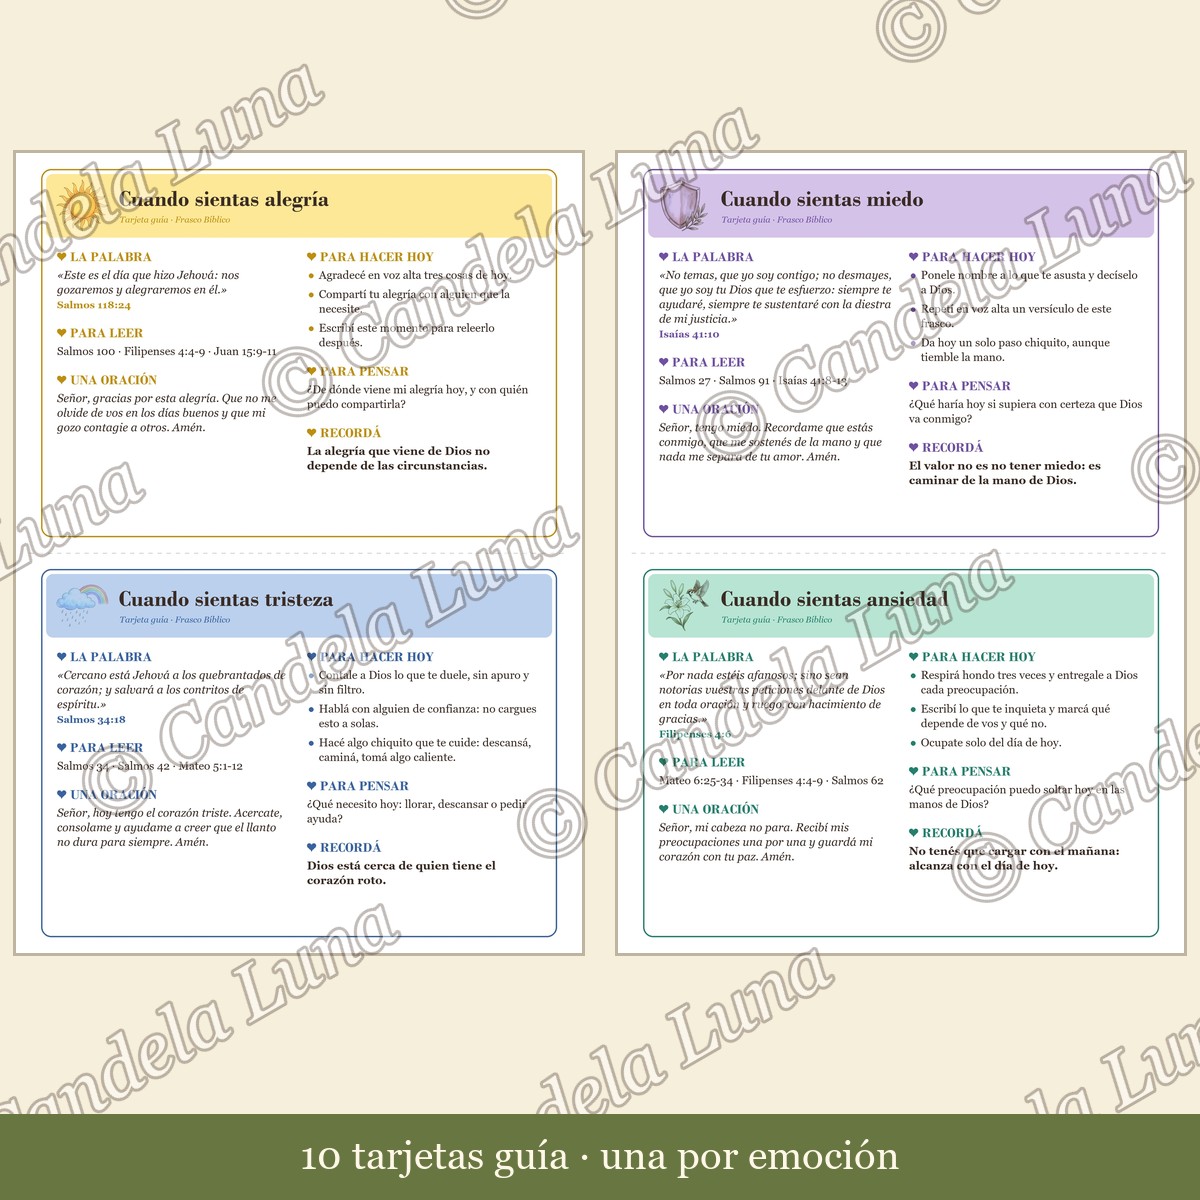 Cuando sientas alegría
Tarjeta guía · Frasco Bíblico
♥ LA PALABRA
«Este es el día que hizo Jehová: nos
gozaremos y alegraremos en él.»
Salmos 118:24
♥ PARA LEER
Salmos 100 · Filipenses 4:4-9 · Juan 15:9-11
♥ UNA ORACIÓN
Señor, gracias por esta alegría. Que no me
olvide de vos en los días buenos y que mi
gozo contagie a otros. Amén.
♥ PARA HACER HOY
• Agradecé en voz alta tres cosas de hoy.
• Compartí tu alegría con alguien que la
necesite.
• Escribí este momento para releerlo
después.
♥ PARA PENSAR
¿De dónde viene mi alegría hoy, y con quién
puedo compartirla?
♥ RECORDÁ
La alegría que viene de Dios no
depende de las circunstancias.
Cuando sientas miedo
Tarjeta guía · Frasco Bíblico
♥ LA PALABRA
«No temas, que yo soy contigo; no desmayes,
que yo soy tu Dios que te esfuerzo: siempre te
ayudaré, siempre te sustentaré con la diestra
de mi justicia.»
Isaías 41:10
♥ PARA LEER
Salmos 27 · Salmos 91 · Isaías 41:8-13
♥ UNA ORACIÓN
Señor, tengo miedo. Recordame que estás
conmigo, que me sostenés de la mano y que
nada me separa de tu amor. Amén.
♥ PARA HACER HOY
• Ponele nombre a lo que te asusta y decíselo
a Dios.
• Repetí en voz alta un versículo de este
frasco.
• Da hoy un solo paso chiquito, aunque
tiemble la mano.
♥ PARA PENSAR
¿Qué haría hoy si supiera con certeza que Dios
va conmigo?
♥ RECORDÁ
El valor no es no tener miedo: es
caminar de la mano de Dios.
Cuando sientas tristeza
Tarjeta guía · Frasco Bíblico
♥ LA PALABRA
«Cercano está Jehová a los quebrantados de
corazón; y salvará a los contritos de
espíritu.»
Salmos 34:18
♥ PARA LEER
Salmos 34 · Salmos 42 · Mateo 5:1-12
♥ UNA ORACIÓN
Señor, hoy tengo el corazón triste. Acercate,
consolame y ayudame a creer que el llanto
no dura para siempre. Amén.
♥ PARA HACER HOY
• Contale a Dios lo que te duele, sin apuro y
sin filtro.
• Hablá con alguien de confianza: no cargues
esto a solas.
• Hacé algo chiquito que te cuide: descansá,
caminá, tomá algo caliente.
♥ PARA PENSAR
¿Qué necesito hoy: llorar, descansar o pedir
ayuda?
♥ RECORDÁ
Dios está cerca de quien tiene el
corazón roto.
Cuando sientas ansiedad
Tarjeta guía · Frasco Bíblico
♥ LA PALABRA
«Por nada estéis afanosos; sino sean
notorias vuestras peticiones delante de Dios
en toda oración y ruego, con hacimiento de
gracias.»
Filipenses 4:6
♥ PARA LEER
Mateo 6:25-34 · Filipenses 4:4-9 · Salmos 62
♥ UNA ORACIÓN
Señor, mi cabeza no para. Recibí mis
preocupaciones una por una y guardá mi
corazón con tu paz. Amén.
♥ PARA HACER HOY
• Respirá hondo tres veces y entregale a Dios
cada preocupación.
• Escribí lo que te inquieta y marcá qué
depende de vos y qué no.
• Ocupate solo del día de hoy.
♥ PARA PENSAR
¿Qué preocupación puedo soltar hoy en las
manos de Dios?
♥ RECORDÁ
No tenés que cargar con el mañana:
alcanza con el día de hoy.
10 tarjetas guía · una por emoción
© Candela Luna